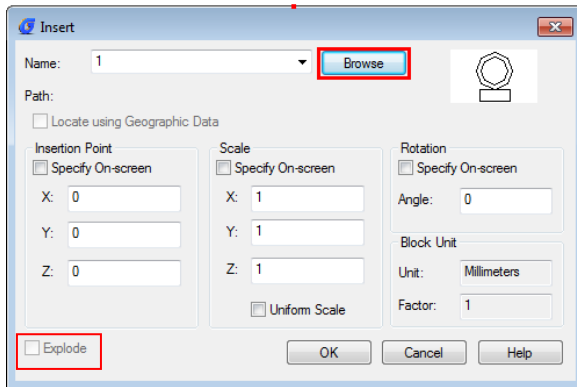 Insert
Name: 1 Browse
Path:
Locate using Geographic Data
Insertion Point Scale Rotation
Specify On-screen Specify On-screen Specify On-screen
X: 0 X: 1 Angle: 0
Y: 0 Y: 1
Block Unit
Z: 0 Z: 1 Unit: Millimeters
Uniform Scale Factor: 1
Explode OK Cancel Help